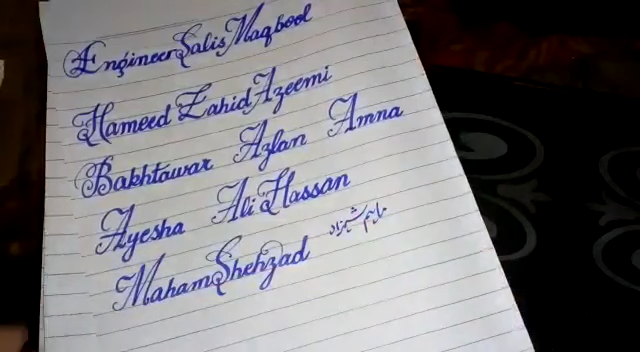 Engineer Salis Maqbool
Hameed Zahid Azeemi
Bakhtawar Azlan Amna
Ayesha Ali Hassan
Maham Shehzad ماہم شہزاد